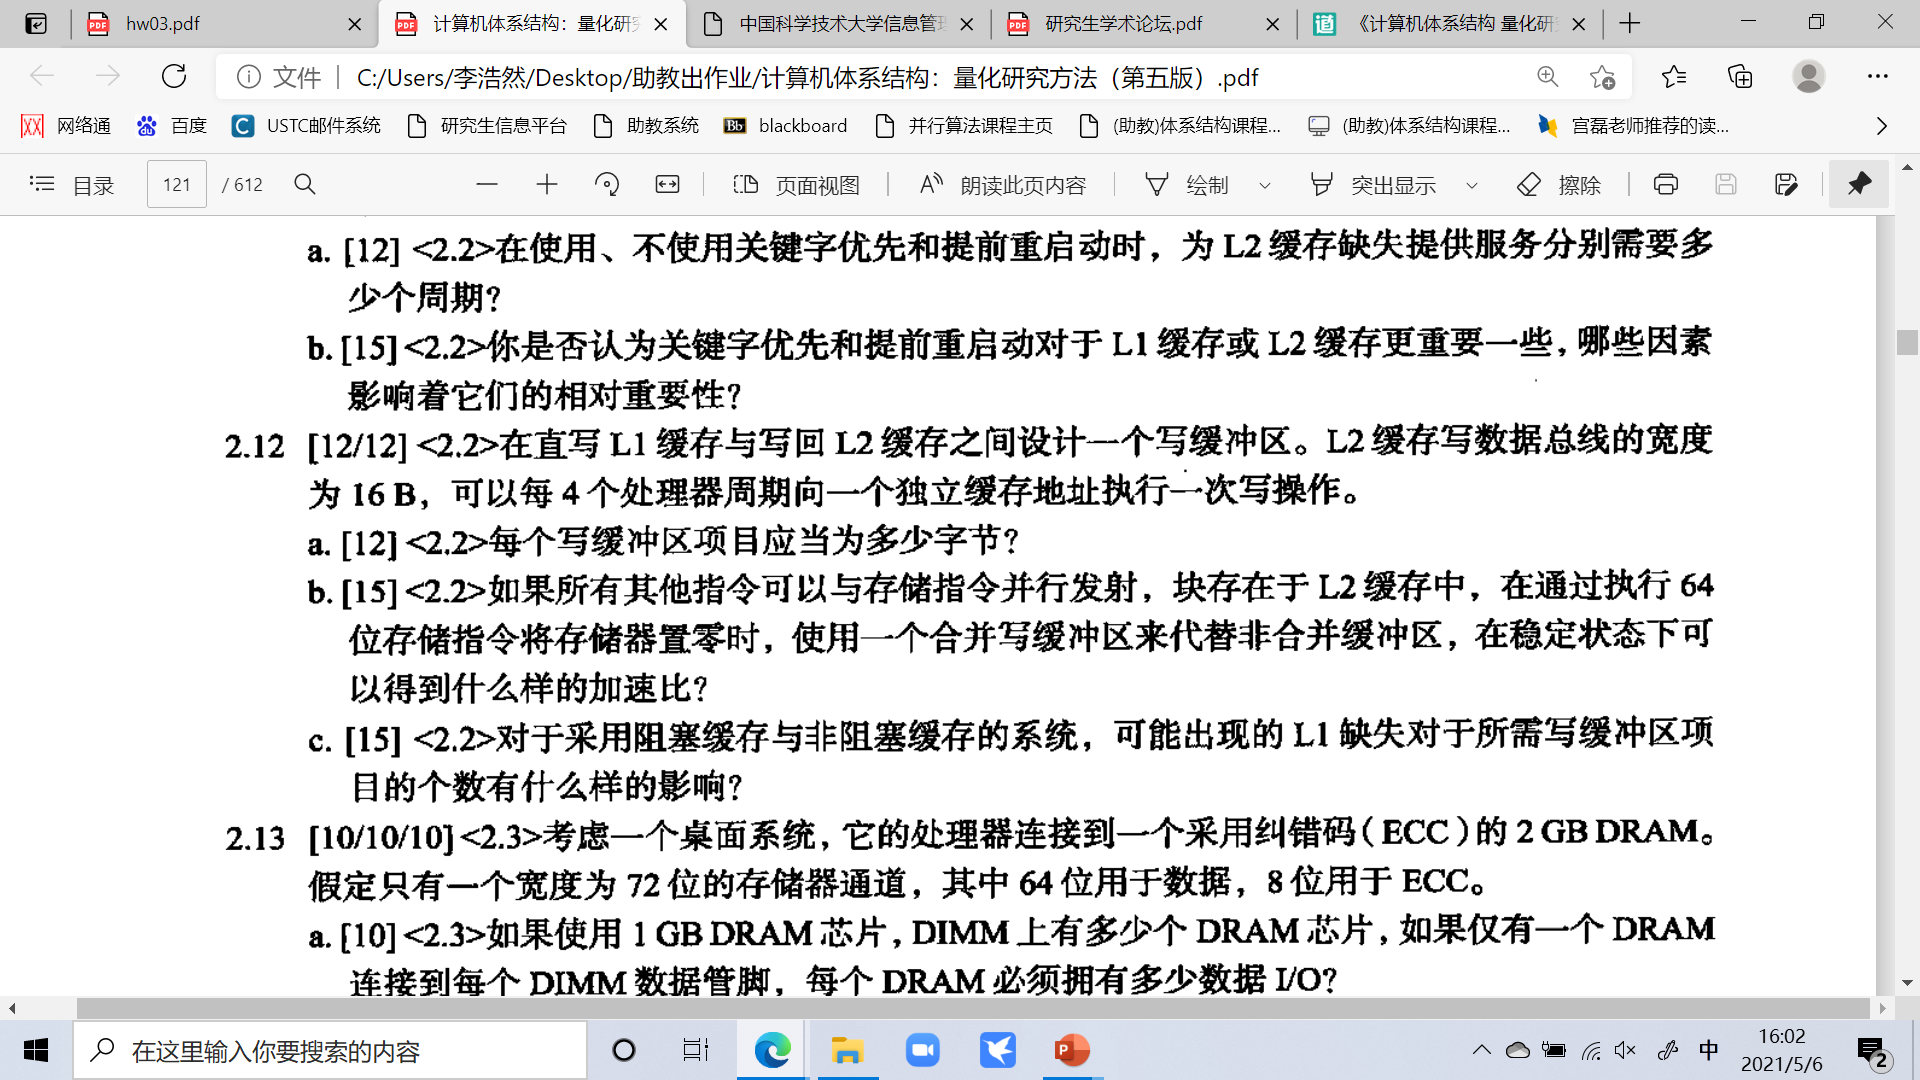 hw03.pdf
计算机体系结构：量化研究
中国科学技术大学信息管理
研究生学术论坛.pdf
《计算机体系结构 量化研
文件
C:/Users/李浩然/Desktop/助教出作业/计算机体系结构：量化研究方法（第五版）.pdf
网络通
百度
USTC邮件系统
研究生信息平台
助教系统
Bb
blackboard
并行算法课程主页
(助教)体系结构课程...
(助教)体系结构课程...
宫磊老师推荐的读...
目录
121
/ 612
页面视图
朗读此页内容
绘制
突出显示
擦除
a. [12] <2.2>在使用、不使用关键字优先和提前重启动时，为 L2 缓存缺失提供服务分别需要多
少个周期？
b. [15] <2.2>你是否认为关键字优先和提前重启动对于 L1 缓存或 L2 缓存更重要一些，哪些因素
影响着它们的相对重要性？
2.12 [12/12] <2.2>在直写 L1 缓存与写回 L2 缓存之间设计一个写缓冲区。L2 缓存写数据总线的宽度
为 16 B，可以每 4 个处理器周期向一个独立缓存地址执行一次写操作。
a. [12] <2.2>每个写缓冲区项目应当为多少字节？
b. [15] <2.2>如果所有其他指令可以与存储指令并行发射，块存在于 L2 缓存中，在通过执行 64
位存储指令将存储器置零时，使用一个合并写缓冲区来代替非合并缓冲区，在稳定状态下可
以得到什么样的加速比？
c. [15] <2.2>对于采用阻塞缓存与非阻塞缓存的系统，可能出现的 L1 缺失对于所需写缓冲区项
目的个数有什么样的影响？
2.13 [10/10/10] <2.3>考虑一个桌面系统，它的处理器连接到一个采用纠错码（ECC）的 2 GB DRAM。
假定只有一个宽度为 72 位的存储器通道，其中 64 位用于数据，8 位用于 ECC。
a. [10] <2.3>如果使用 1 GB DRAM 芯片，DIMM 上有多少个 DRAM 芯片，如果仅有一个 DRAM
连接到每个 DIMM 数据管脚，每个 DRAM 必须拥有多少数据 I/O?
在这里输入你要搜索的内容
中
16:02
2021/5/6
2